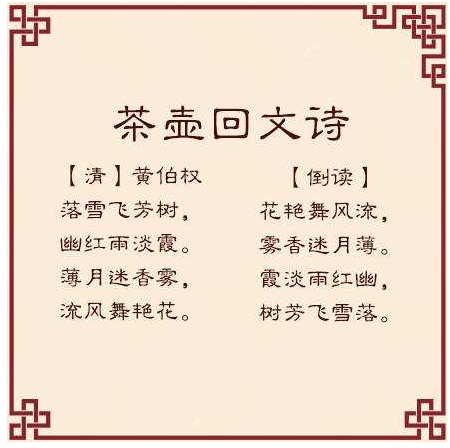 茶壶回文诗
【清】黄伯权
落雪飞芳树，
幽红雨淡霞。
薄月迷香雾，
流风舞艳花。
【倒读】
花艳舞风流，
雾香迷月薄。
霞淡雨红幽，
树芳飞雪落。